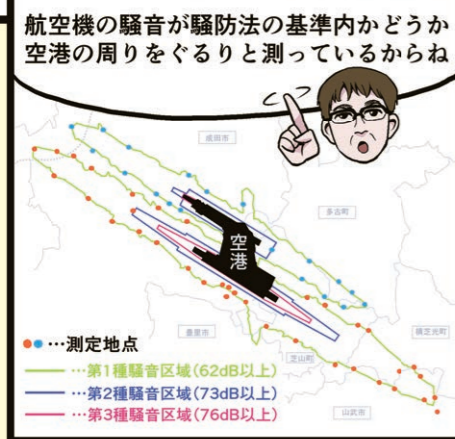 航空機の騒音が騒防法の基準内かどうか
空港の周りをぐるりと測っているからね
成田市
多古町
空港
芝山町
横芝光町
山武市
…測定地点
…第1種騒音区域(62dB以上)
…第2種騒音区域(73dB以上)
…第3種騒音区域(76dB以上)